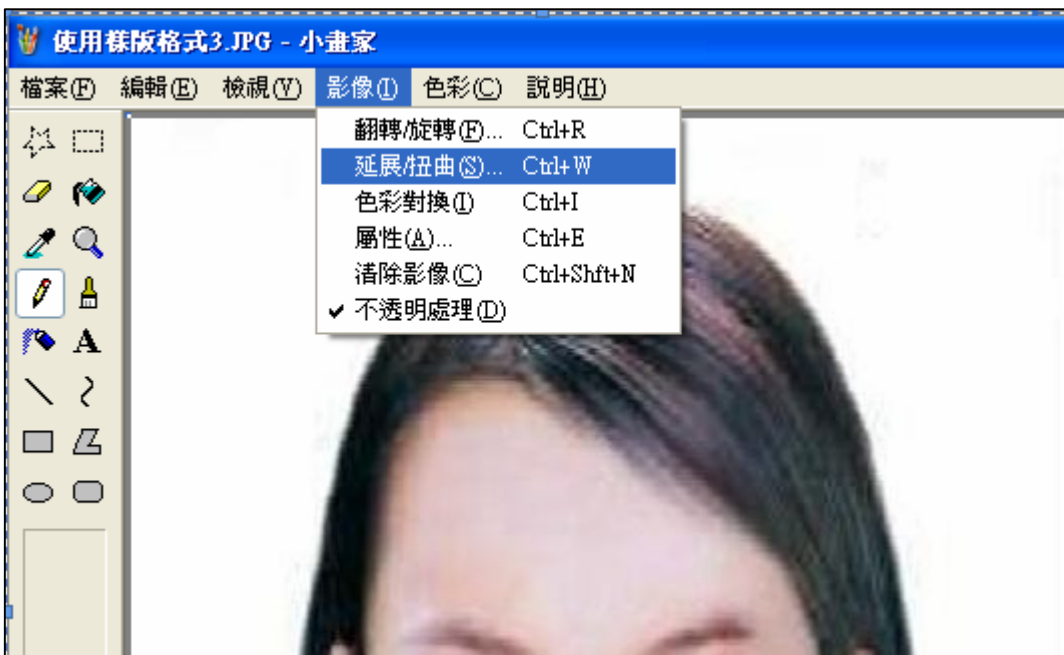 使用樣版格式3.JPG - 小畫家
檔案(F) 編輯(E) 檢視(V) 影像(I) 色彩(C) 說明(H)
翻轉/旋轉(F)... Ctrl+R
延展/扭曲(S)... Ctrl+W
色彩對換(I) Ctrl+I
屬性(A)... Ctrl+E
清除影像(C) Ctrl+Shft+N
✓ 不透明處理(D)
A